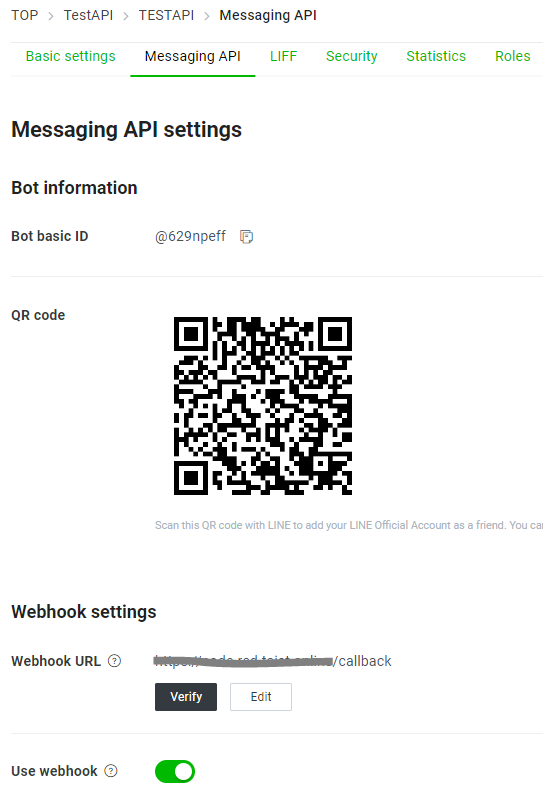 TOP > TestAPI > TESTAPI > Messaging API
Basic settings Messaging API LIFF Security Statistics Roles
Messaging API settings
Bot information
Bot basic ID @629npeff
QR code
Scan this QR code with LINE to add your LINE Official Account as a friend. You
Webhook settings
Webhook URL /callback
Verify Edit
Use webhook